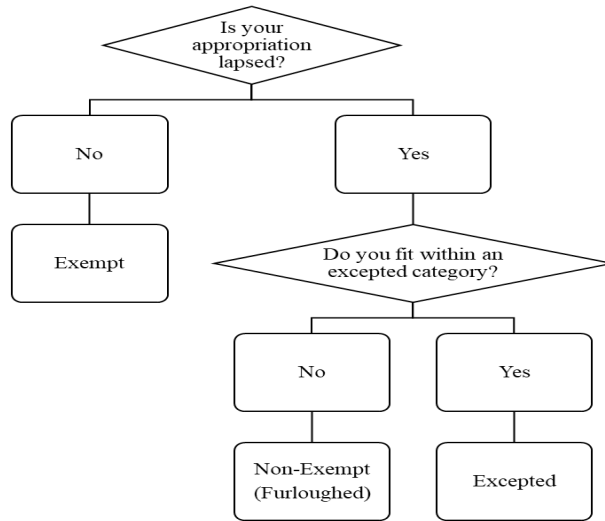 Is your
appropriation
lapsed?
No
Yes
Exempt
Do you fit within an
excepted category?
No
Yes
Non-Exempt
(Furloughed)
Excepted